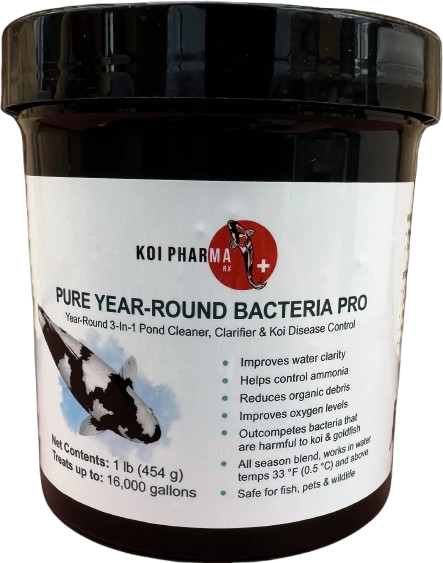 KOI PHARMA
RX
PURE YEAR-ROUND BACTERIA PRO
Year-Round 3-In-1 Pond Cleaner, Clarifier & Koi Disease Control
• Improves water clarity
• Helps control ammonia
• Reduces organic debris
• Improves oxygen levels
• Outcompetes bacteria that
are harmful to koi & goldfish
• All season blend, works in water
temps 33 °F (0.5 °C) and above
• Safe for fish, pets & wildlife
Net Contents: 1 lb (454 g)
Treats up to: 16,000 gallons